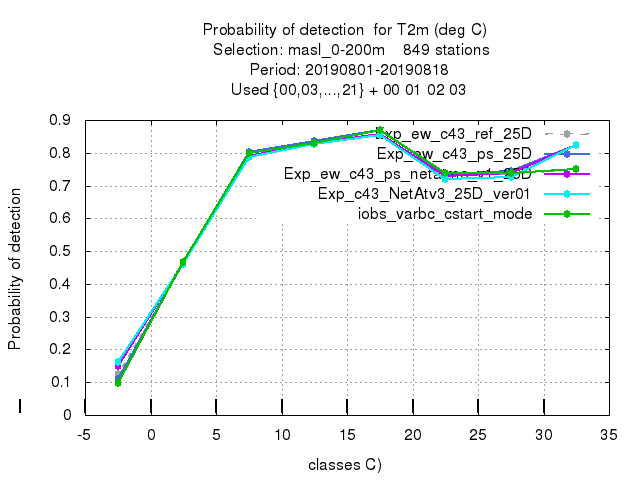 Probability of detection for T2m (deg C)
Selection: masl_0-200m 849 stations
Period: 20190801-20190818
Used {00,03,...,21} + 00 01 02 03
Exp_ew_c43_ref_25D
Exp_ew_c43_ps_25D
Exp_ew_c43_ps_neta
25D
Exp_c43_NetAtv3_25D_ver01
iobs_varbc_cstart_mode
Probability of detection
0.9
0.8
0.7
0.6
0.5
0.4
0.3
0.2
0.1
0
-5 0 5 10 15 20 25 30 35
classes C)